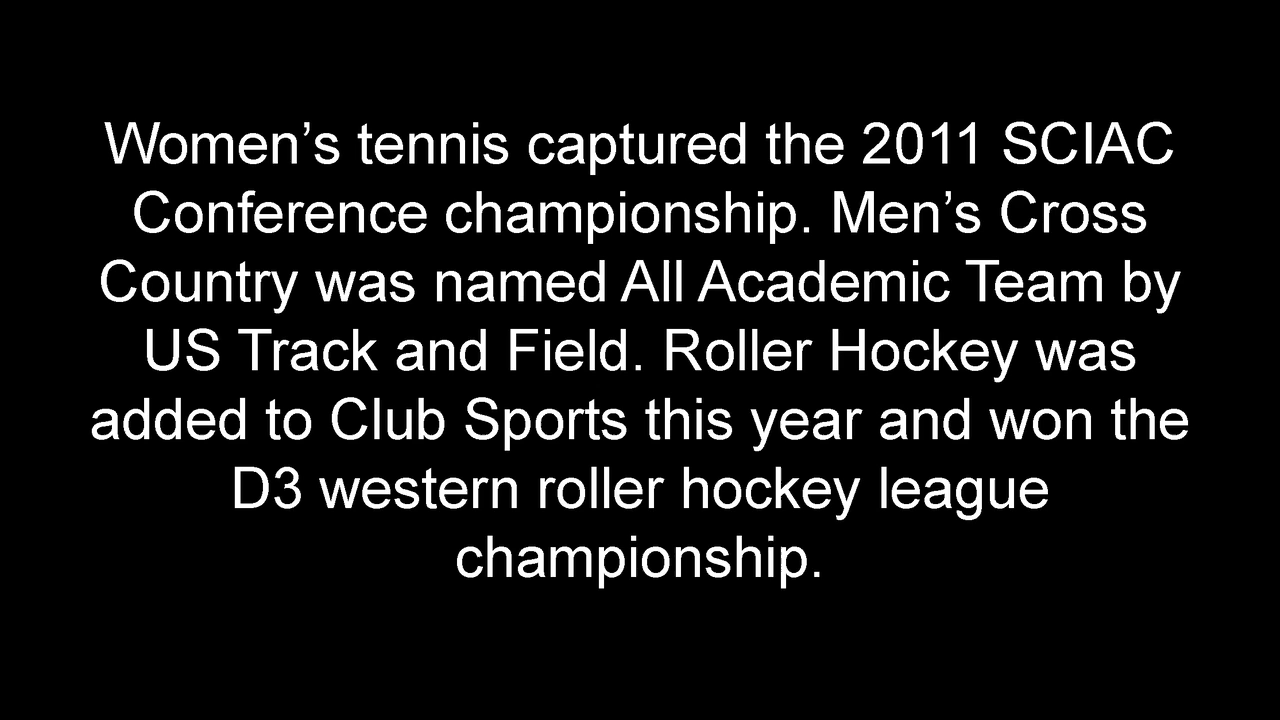 Women’s tennis captured the 2011 SCIAC
Conference championship. Men’s Cross
Country was named All Academic Team by
US Track and Field. Roller Hockey was
added to Club Sports this year and won the
D3 western roller hockey league
championship.